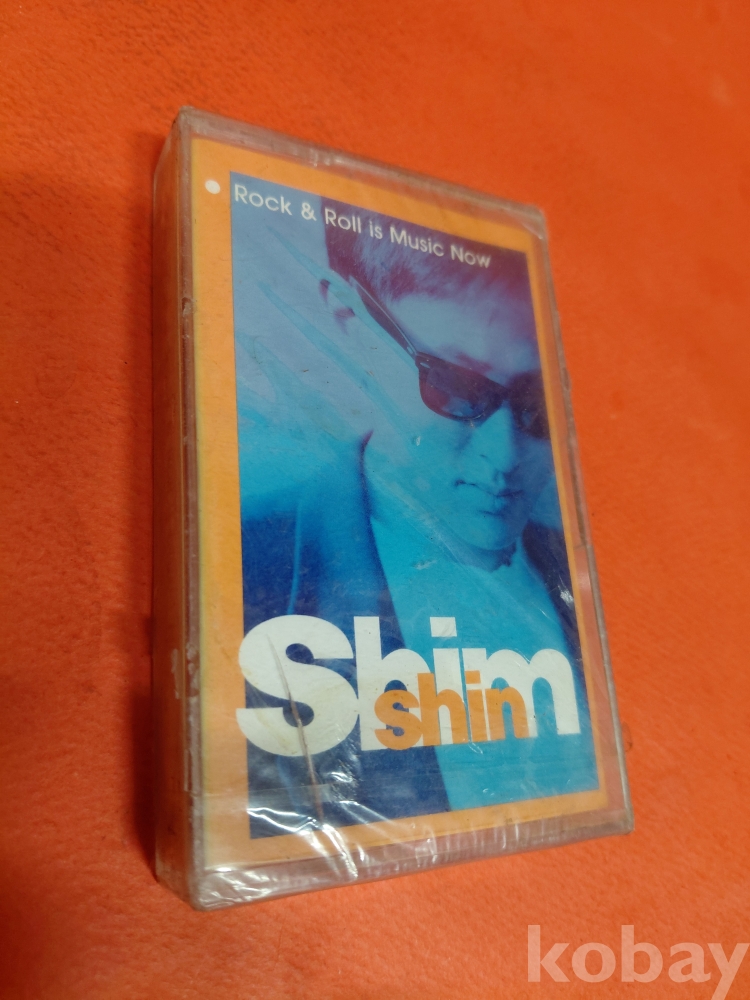 Rock & Roll is Music Now
Shim
shin
kobay